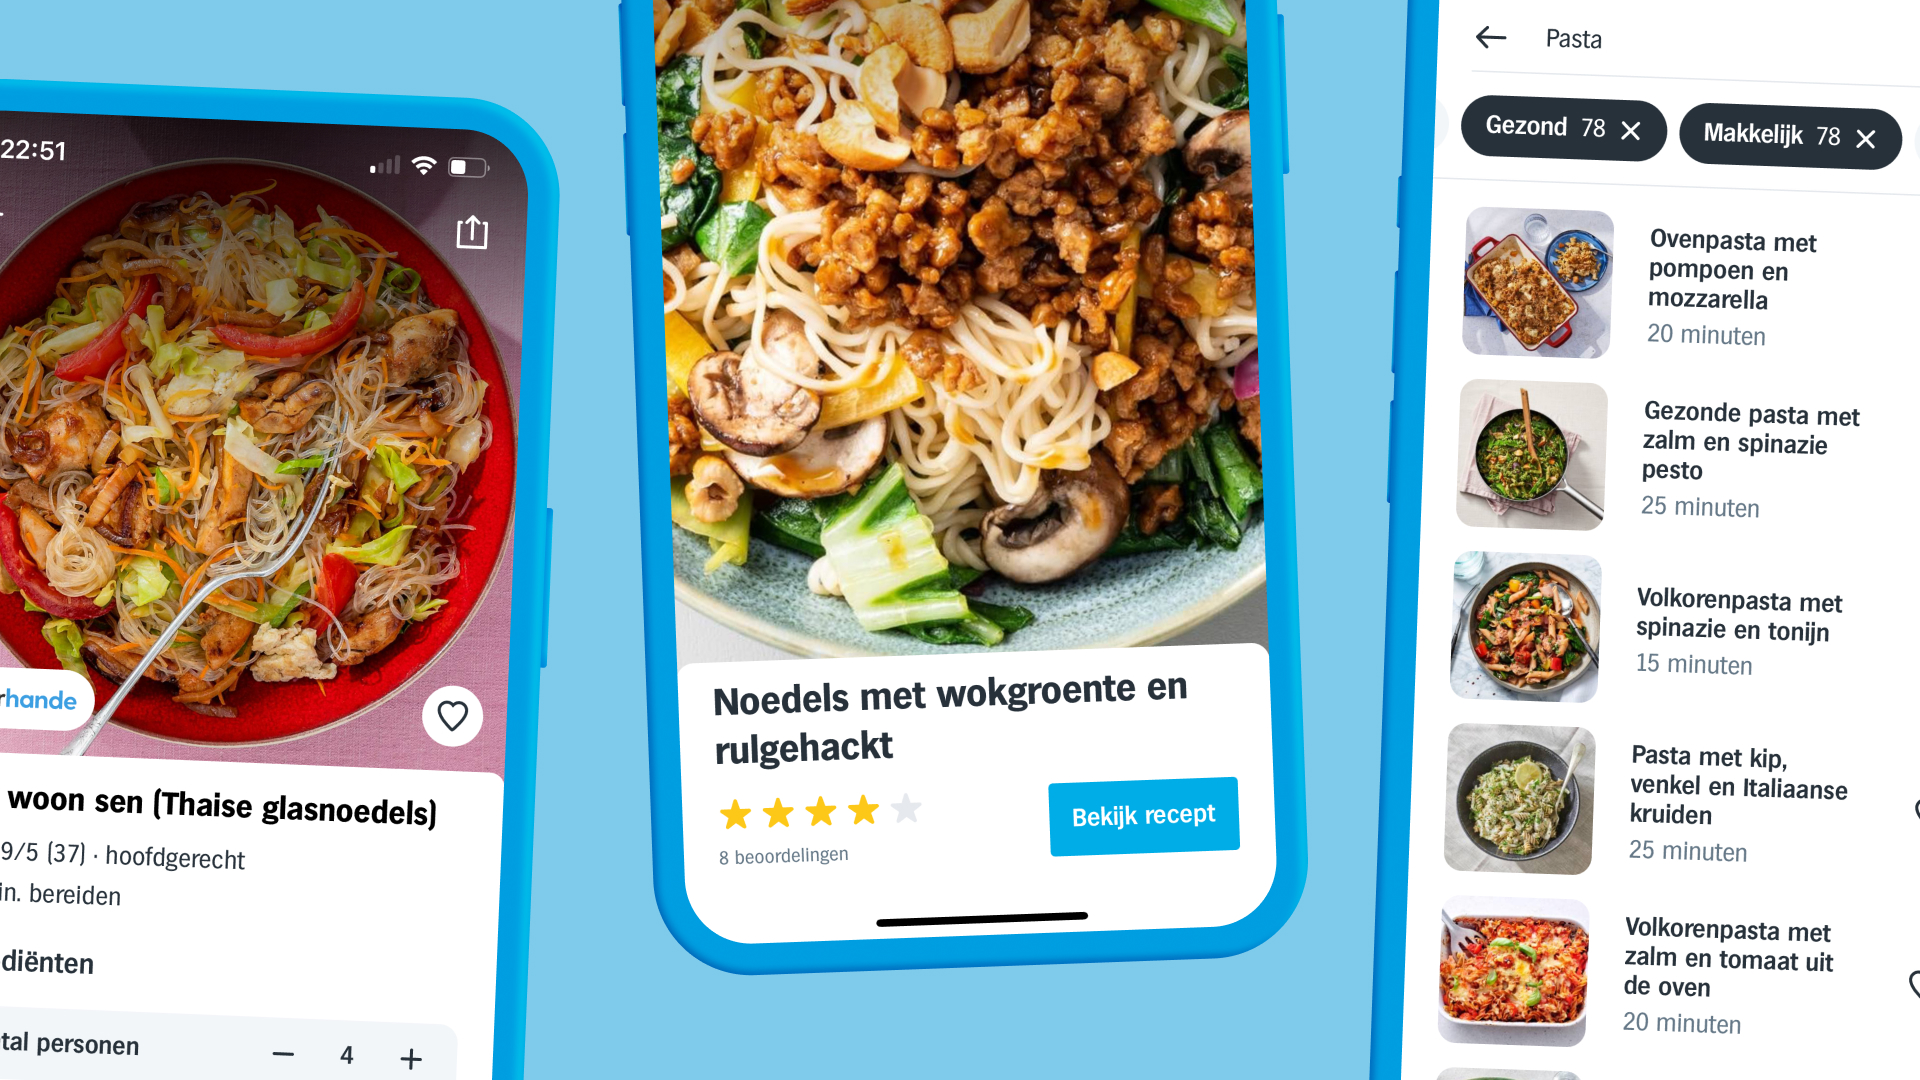 22:51
rhande
woon sen (Thaise glasnoedels)
9/5 (37) · hoofdgerecht
in. bereiden
diënten
tal personen
4
Noedels met wokgroente en
rulgehackt
8 beoordelingen
Bekijk recept
Pasta
Gezond 78
Makkelijk 78
Ovenpasta met
pompoen en
mozzarella
20 minuten
Gezonde pasta met
zalm en spinazie
pesto
25 minuten
Volkorenpasta met
spinazie en tonijn
15 minuten
Pasta met kip,
venkel en Italiaanse
kruiden
25 minuten
Volkorenpasta met
zalm en tomaat uit
de oven
20 minuten